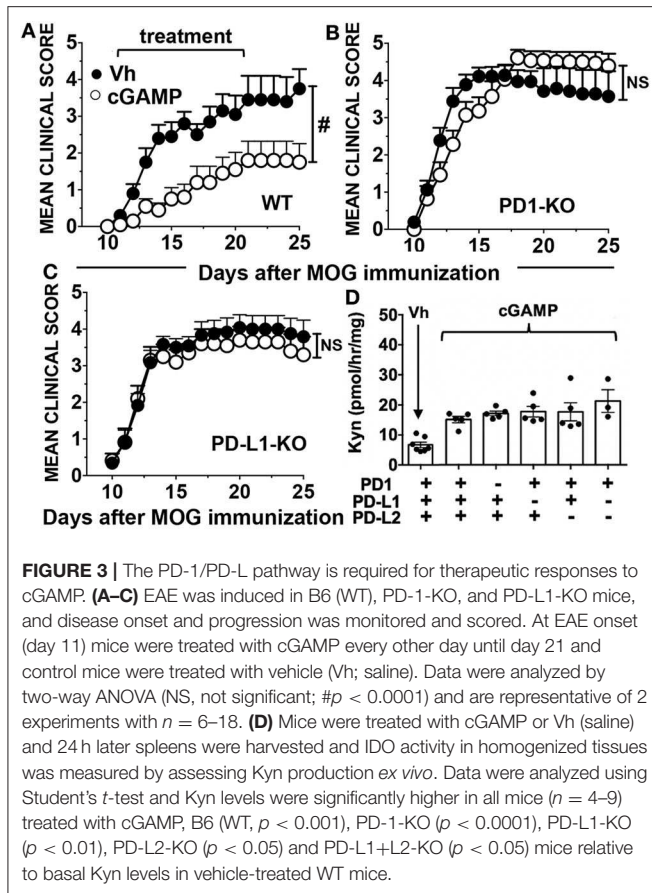 A
treatment
Vh
cGAMP
MEAN CLINICAL SCORE
5
4
3
2
1
0
10 15 20 25
#
WT
B
MEAN CLINICAL SCORE
5
4
3
2
1
0
10 15 20 25
NS
PD1-KO
Days after MOG immunization
C
MEAN CLINICAL SCORE
5
4
3
2
1
0
10 15 20 25
NS
PD-L1-KO
Days after MOG immunization
D
Vh
cGAMP
Kyn (pmol/hr/mg)
50
40
30
20
10
0
PD1 + + - + + +
PD-L1 + + + - + -
PD-L2 + + + + - -
FIGURE 3 | The PD-1/PD-L pathway is required for therapeutic responses to
cGAMP. (A–C) EAE was induced in B6 (WT), PD-1-KO, and PD-L1-KO mice,
and disease onset and progression was monitored and scored. At EAE onset
(day 11) mice were treated with cGAMP every other day until day 21 and
control mice were treated with vehicle (Vh; saline). Data were analyzed by
two-way ANOVA (NS, not significant; #p < 0.0001) and are representative of 2
experiments with n = 6–18. (D) Mice were treated with cGAMP or Vh (saline)
and 24 h later spleens were harvested and IDO activity in homogenized tissues
was measured by assessing Kyn production ex vivo. Data were analyzed using
Student's t-test and Kyn levels were significantly higher in all mice (n = 4–9)
treated with cGAMP, B6 (WT, p < 0.001), PD-1-KO (p < 0.0001), PD-L1-KO
(p < 0.01), PD-L2-KO (p < 0.05) and PD-L1+L2-KO (p < 0.05) mice relative
to basal Kyn levels in vehicle-treated WT mice.